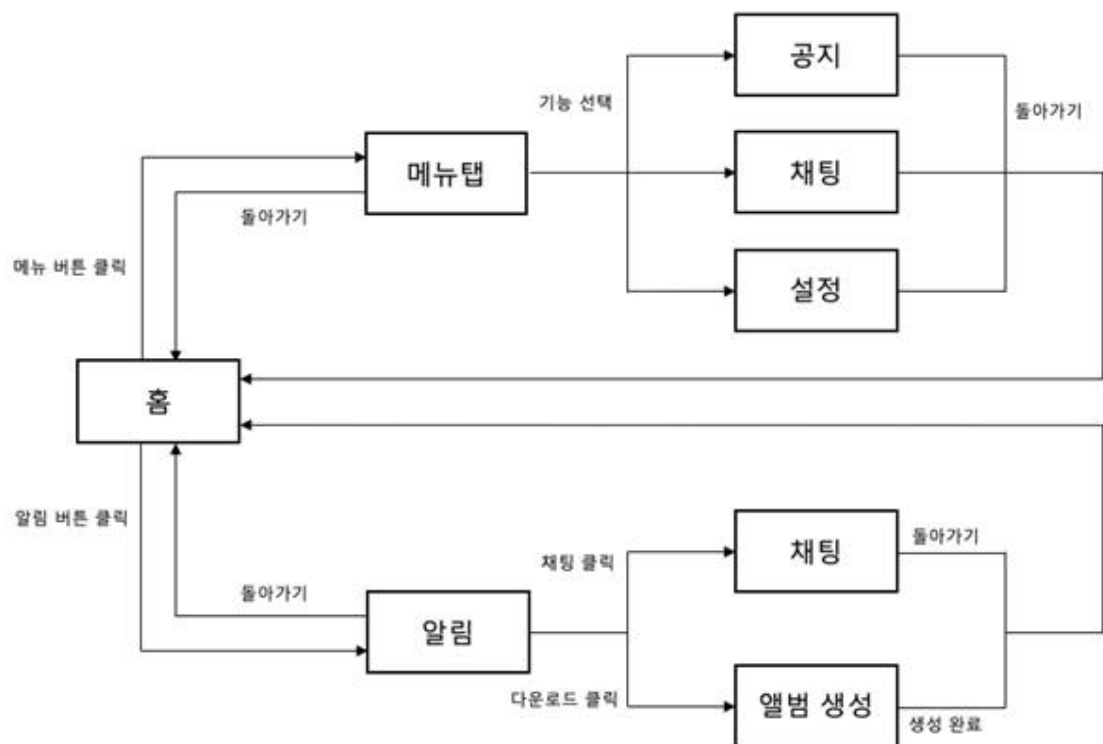 공지
기능 선택
돌아가기
메뉴탭
채팅
돌아가기
메뉴 버튼 클릭
설정
홈
알림 버튼 클릭
채팅
돌아가기
채팅 클릭
돌아가기
알림
다운로드 클릭
앨범 생성
생성 완료